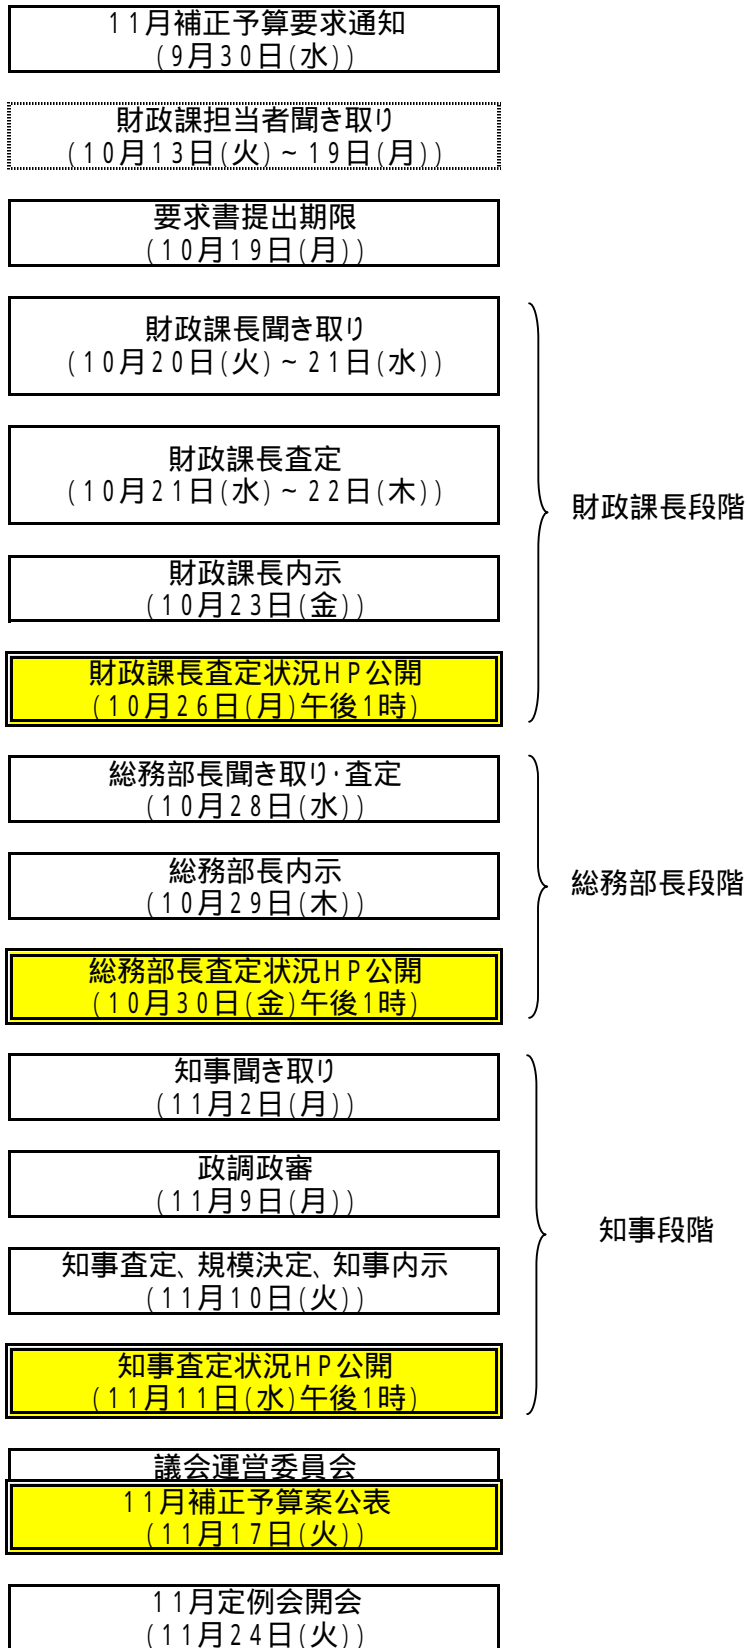 11月補正予算要求通知
(9月30日(水))
財政課担当者聞き取り
(10月13日(火)~19日(月))
要求書提出期限
(10月19日(月))
財政課長聞き取り
(10月20日(火)~21日(水))
財政課長査定
(10月21日(水)~22日(木))
財政課長内示
(10月23日(金))
財政課長査定状況HP公開
(10月26日(月)午後1時)
財政課長段階
総務部長聞き取り・査定
(10月28日(水))
総務部長内示
(10月29日(木))
総務部長査定状況HP公開
(10月30日(金)午後1時)
総務部長段階
知事聞き取り
(11月2日(月))
政調政審
(11月9日(月))
知事査定、規模決定、知事内示
(11月10日(火))
知事査定状況HP公開
(11月11日(水)午後1時)
知事段階
議会運営委員会
11月補正予算案公表
(11月17日(火))
11月定例会開会
(11月24日(火))